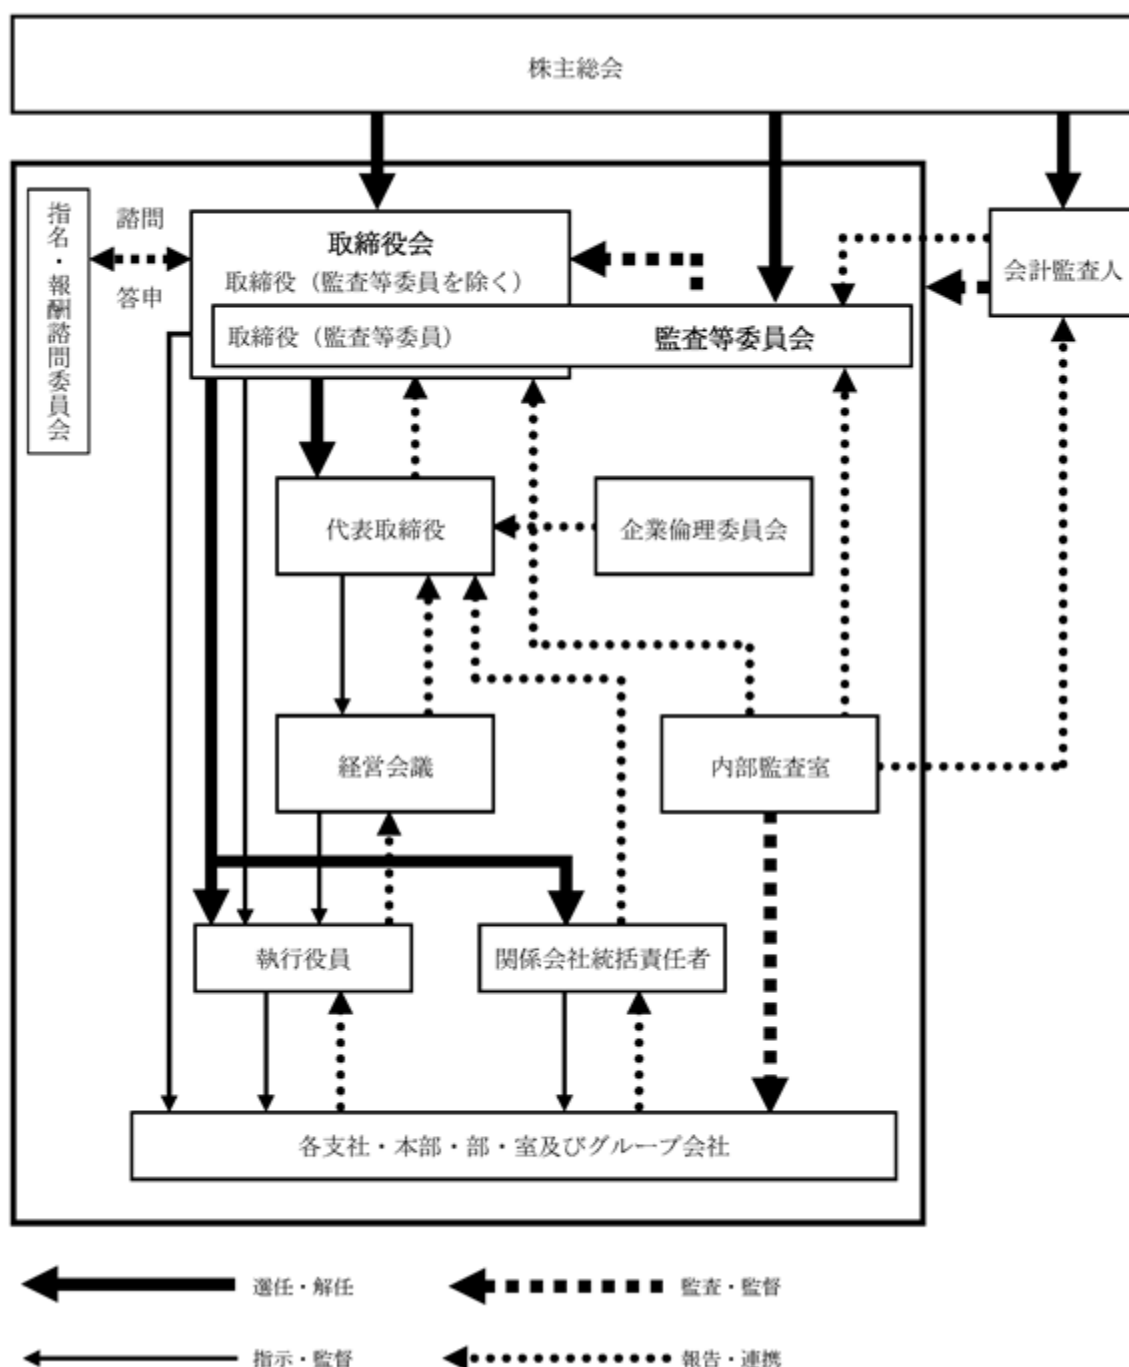 株主総会
指名・報酬諮問委員会
諮問
答申
取締役会
取締役（監査等委員を除く）
取締役（監査等委員）
監査等委員会
会計監査人
代表取締役
企業倫理委員会
経営会議
内部監査室
執行役員
関係会社統括責任者
各支社・本部・部・室及びグループ会社
選任・解任
監査・監督
指示・監督
報告・連携